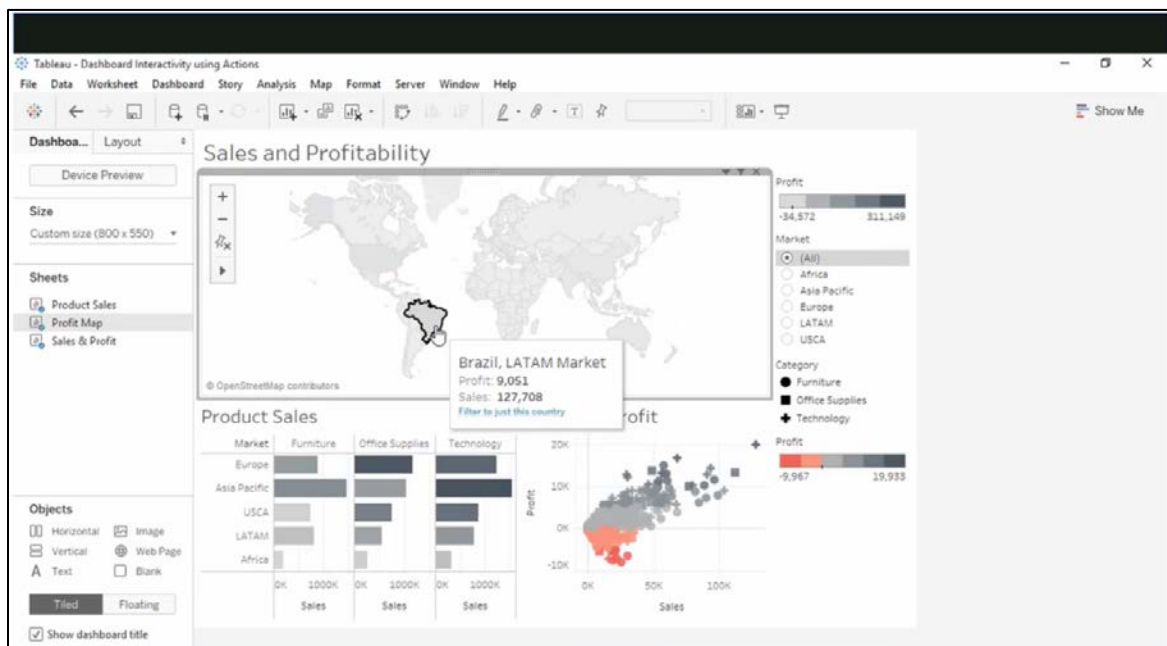 Tableau - Dashboard Interactivity using Actions
File Data Worksheet Dashboard Story Analysis Map Format Server Window Help
Show Me
Dashboa... Layout
Device Preview
Size
Custom size (800 x 550)
Sheets
Product Sales
Profit Map
Sales & Profit
Objects
Horizontal Image
Vertical Web Page
A Text Blank
Tiled Floating
Show dashboard title
Sales and Profitability
© OpenStreetMap contributors
Brazil, LATAM Market
Profit: 9,051
Sales: 127,708
Filter to just this country
Product Sales
Market Furniture Office Supplies Technology
Europe
Asia Pacific
USCA
LATAM
Africa
0K 1000K 0K 1000K 0K 1000K
Sales Sales Sales
rofit
Profit
20K
10K
0K
-10K
0K 50K 100K
Sales
Profit
-34,572 311,149
Market
(All)
Africa
Asia Pacific
Europe
LATAM
USCA
Category
Furniture
Office Supplies
Technology
Profit
-9,967 19,933